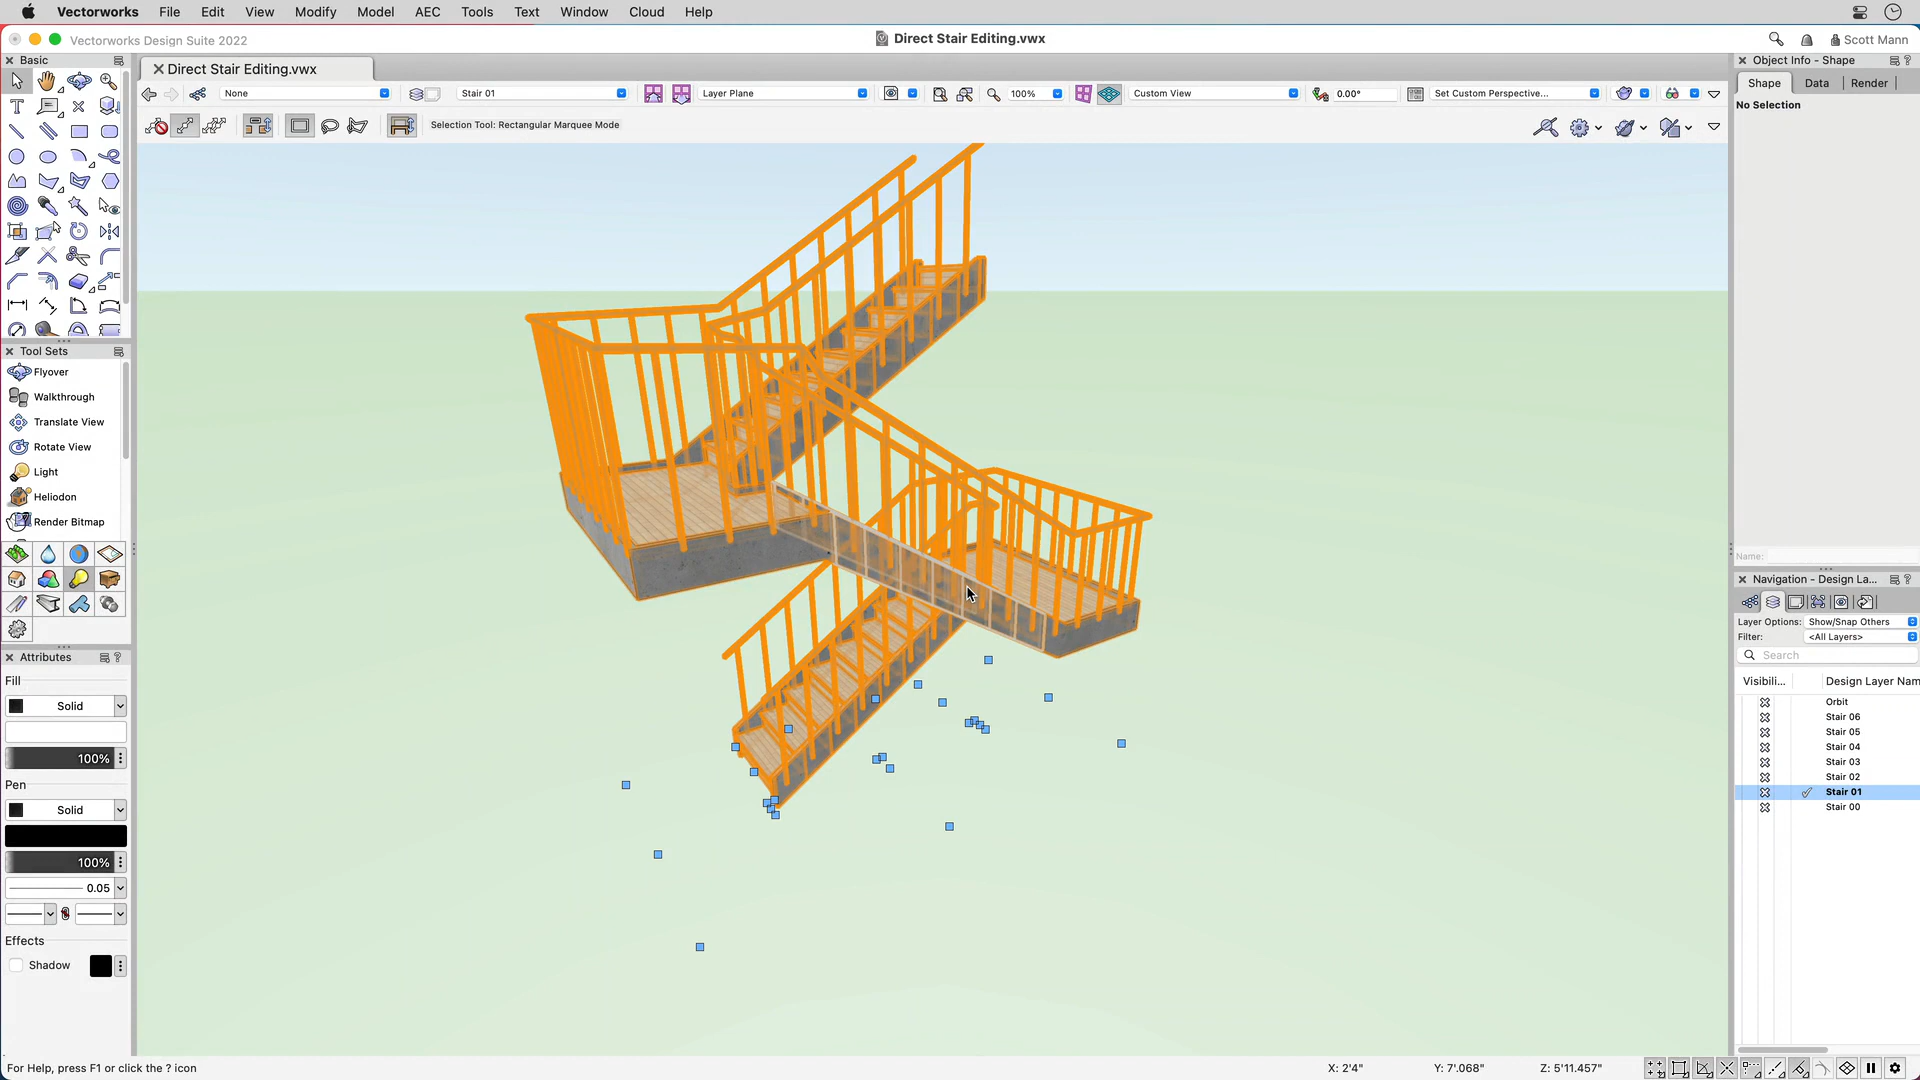 Vectorworks File Edit View Modify Model AEC Tools Text Window Cloud Help
Vectorworks Design Suite 2022
Direct Stair Editing.vwx
Scott Mann
Basic
Direct Stair Editing.vwx
Object Info - Shape
Shape Data Render
None
Stair 01
Layer Plane
100%
Custom View
0.00°
Set Custom Perspective...
No Selection
Selection Tool: Rectangular Marquee Mode
Tool Sets
Flyover
Walkthrough
Translate View
Rotate View
Light
Heliodon
Render Bitmap
Name:
Navigation - Design La...
Layer Options: Show/Snap Others
Filter: <All Layers>
Search
Visibili... Design Layer Nam
Orbit
Stair 06
Stair 05
Stair 04
Stair 03
Stair 02
Stair 01
Stair 00
Attributes
Fill
Solid
100%
Pen
Solid
100%
0.05
Effects
Shadow
For Help, press F1 or click the ? icon
X: 2'4" Y: 7'.068" Z: 5'11.457"